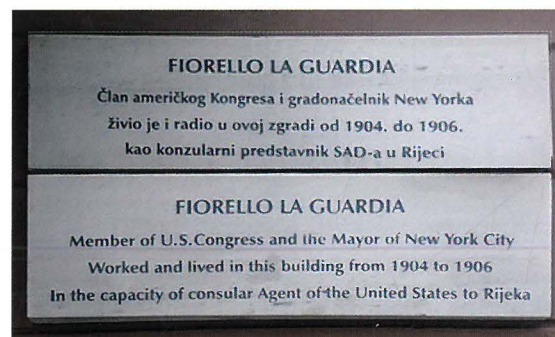 FIORELLO LA GUARDIA
Član američkog Kongresa i gradonačelnik New Yorka
živio je i radio u ovoj zgradi od 1904. do 1906.
kao konzularni predstavnik SAD-a u Rijeci
FIORELLO LA GUARDIA
Member of U.S.Congress and the Mayor of New York City
Worked and lived in this building from 1904 to 1906
In the capacity of consular Agent of the United States to Rijeka